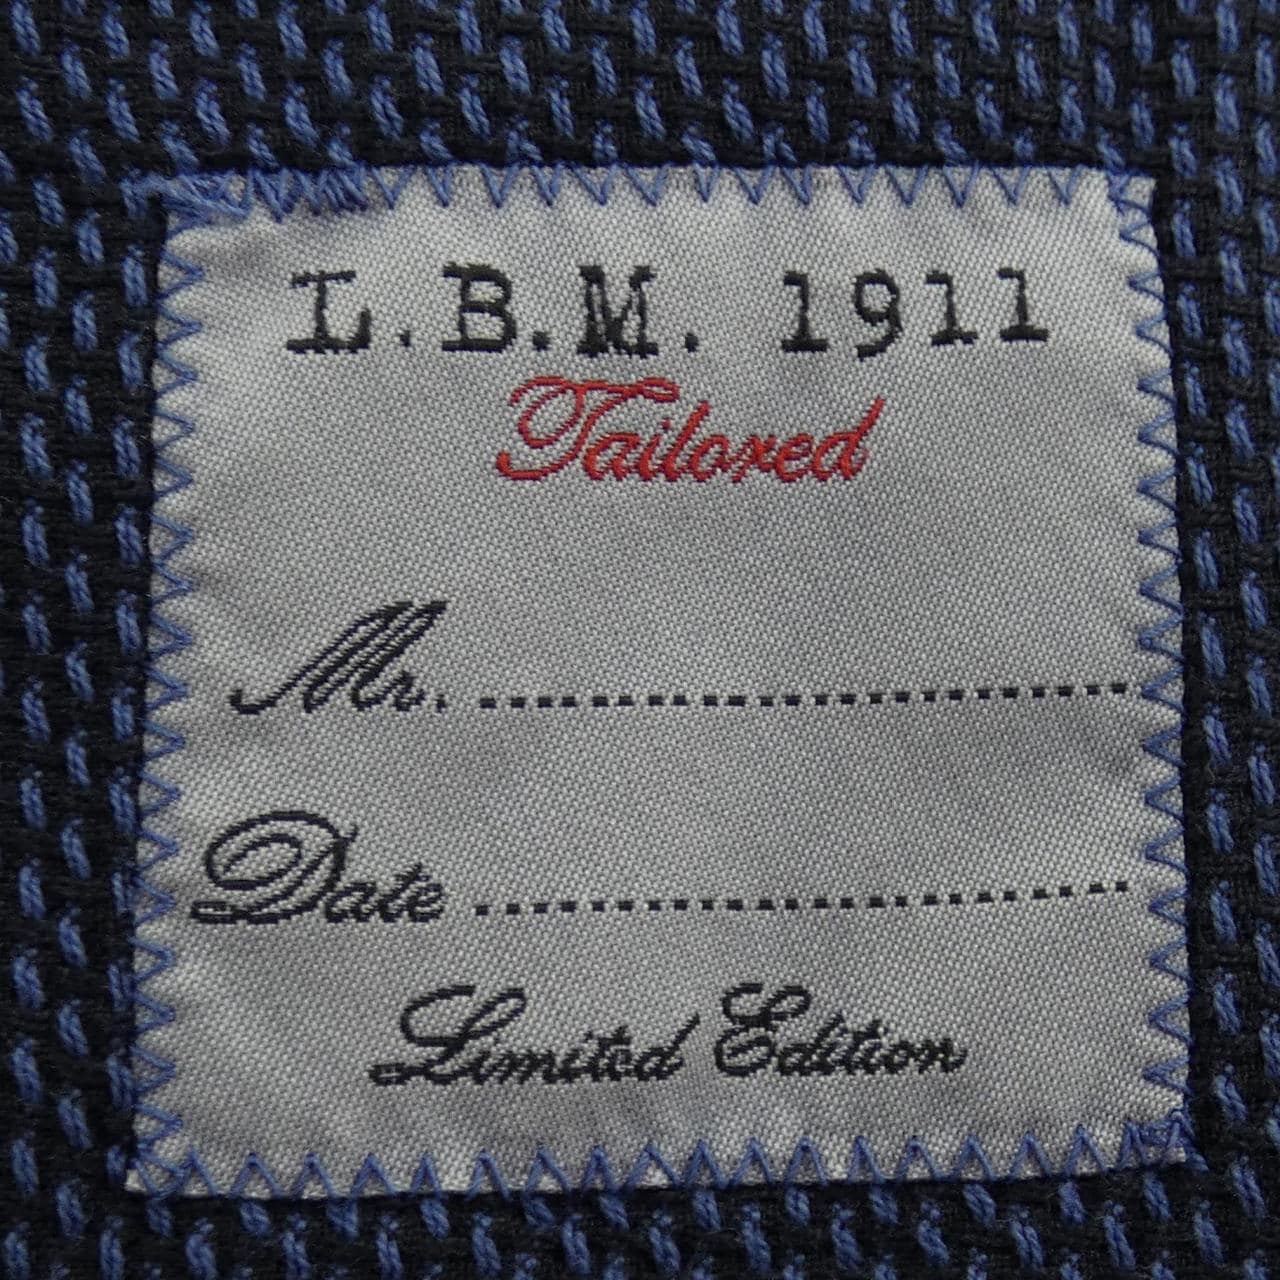 L.B.M. 1911
Tailored
Mr. ........................
Date ........................
Limited Edition